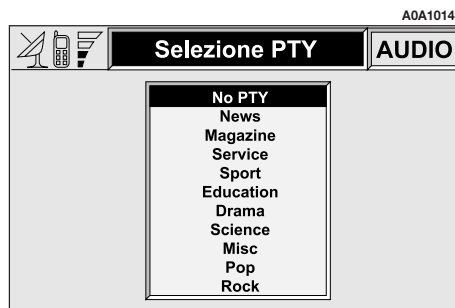 A0A1014
Selezione PTY
AUDIO
No PTY
News
Magazine
Service
Sport
Education
Drama
Science
Misc
Pop
Rock